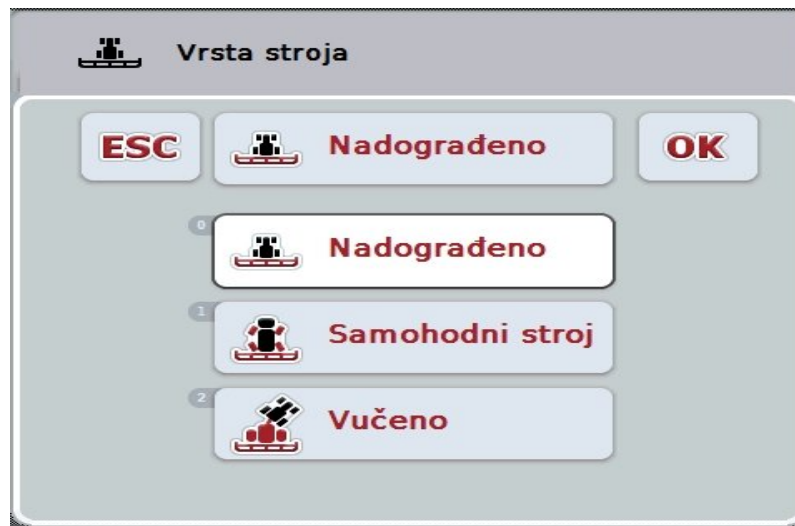 Vrsta stroja
ESC
Nadograđeno
OK
0
Nadograđeno
1
Samohodni stroj
2
Vučeno